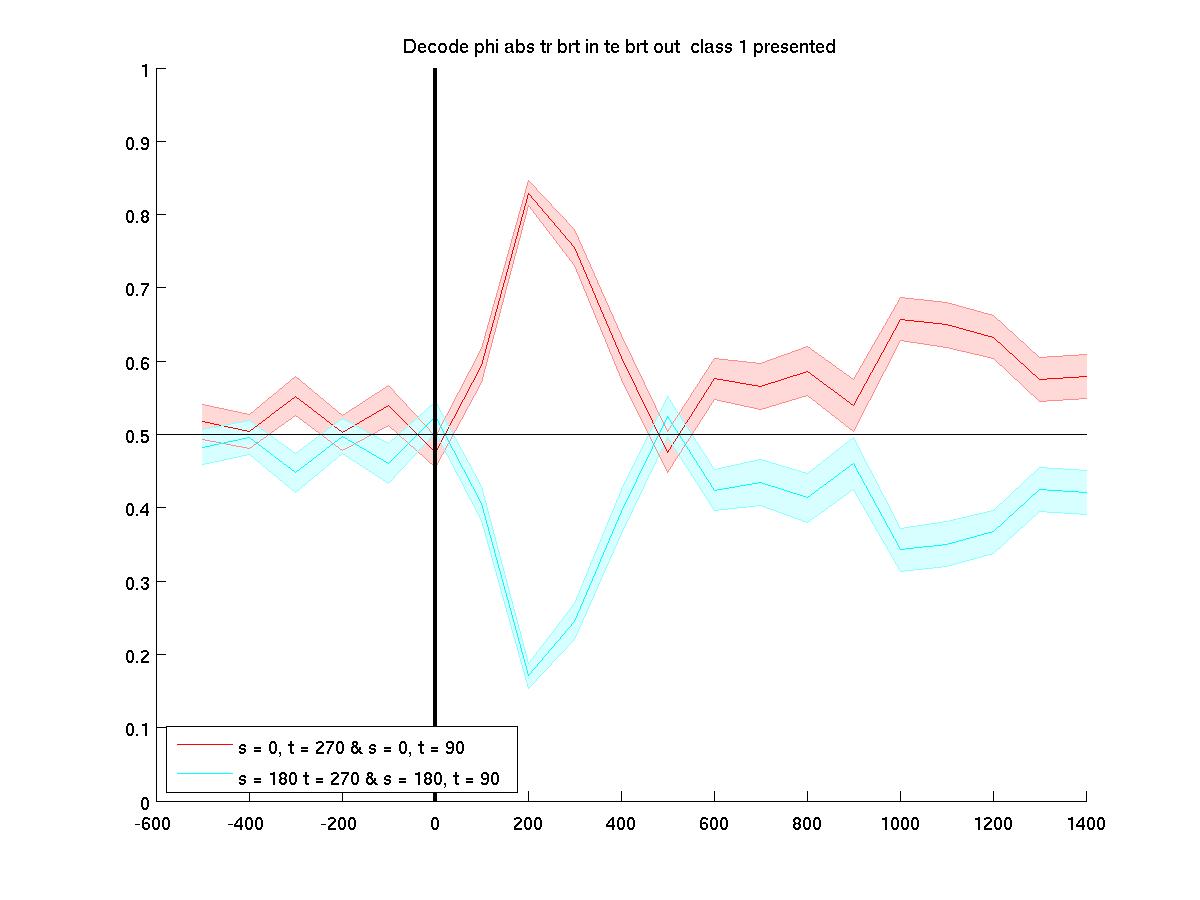 Decode phi abs tr brt in te brt out  class 1 presented
1
0.9
0.8
0.7
0.6
0.5
0.4
0.3
0.2
0.1
0
s = 0, t = 270 & s = 0, t = 90
s = 180 t = 270 & s = 180, t = 90
-600 -400 -200 0 200 400 600 800 1000 1200 1400